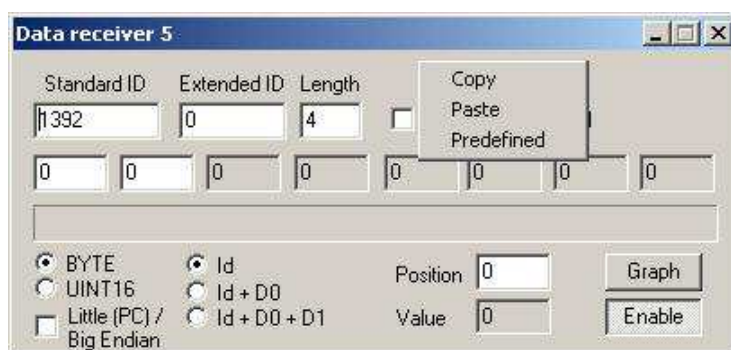 Data receiver 5
Standard ID Extended ID Length
1392 0 4
Copy
Paste
Predefined
0 0 0 0 0 0 0 0
BYTE
UINT16
Little (PC) /
Big Endian
Id
Id + D0
Id + D0 + D1
Position 0
Value 0
Graph
Enable